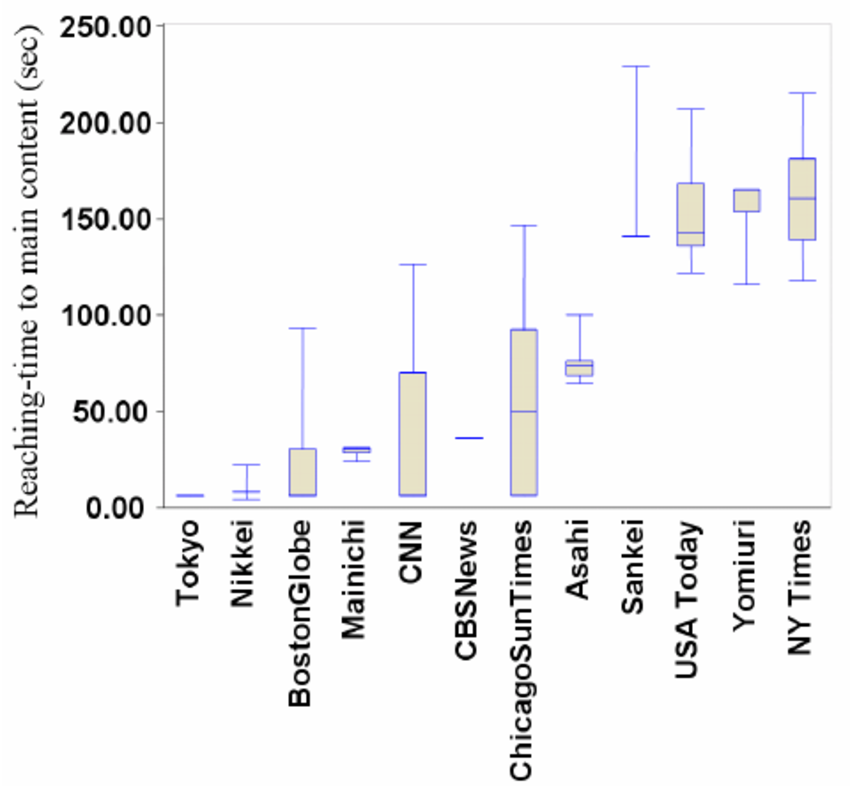 Reaching-time to main content (sec)
250.00
200.00
150.00
100.00
50.00
0.00
Tokyo
Nikkei
BostonGlobe
Mainichi
CNN
CBSNews
ChicagoSunTimes
Asahi
Sankei
USA Today
Yomiuri
NY Times